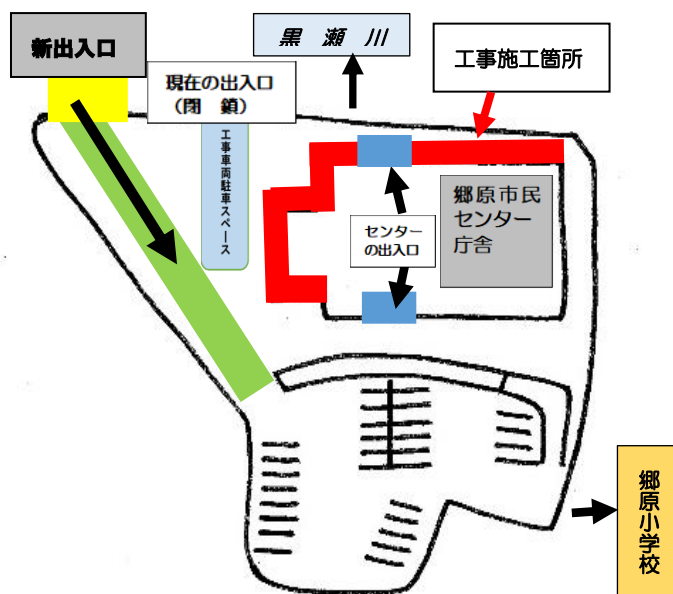 新出入口
黒 瀬 川
工事施工箇所
現在の出入口
（閉 鎖）
工事車両駐車スペース
郷原市民
センター
庁舎
センター
の出入口
郷原小学校